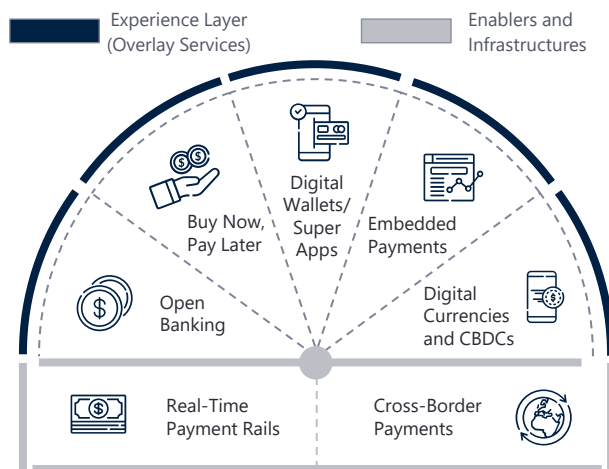 Experience Layer
(Overlay Services)
Enablers and
Infrastructures
Digital
Wallets/
Super
Apps
Buy Now,
Pay Later
Embedded
Payments
Open
Banking
Digital
Currencies
and CBDCs
Real-Time
Payment Rails
Cross-Border
Payments